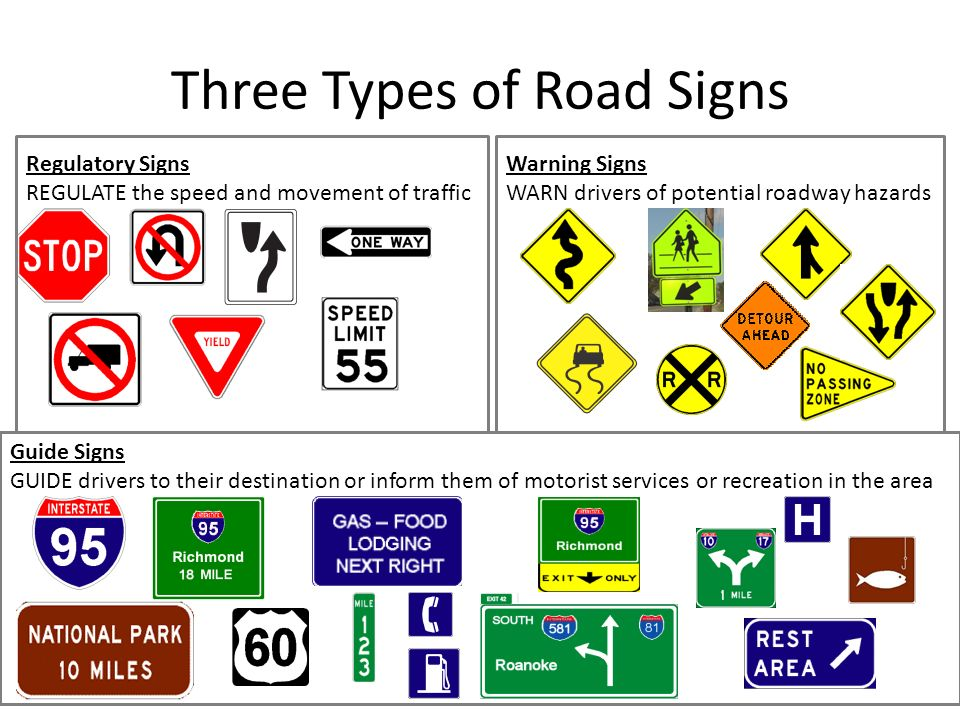 Three Types of Road Signs
Regulatory Signs
REGULATE the speed and movement of traffic
STOP
ONE WAY
YIELD
SPEED
LIMIT
55
Warning Signs
WARN drivers of potential roadway hazards
DETOUR
AHEAD
R R
NO
PASSING
ZONE
Guide Signs
GUIDE drivers to their destination or inform them of motorist services or recreation in the area
INTERSTATE
95
INTERSTATE
95
Richmond
18 MILE
GAS – FOOD
LODGING
NEXT RIGHT
INTERSTATE
95
Richmond
EXIT ONLY
10 17
1 MILE
H
NATIONAL PARK
10 MILES
60
MILE
1
2
3
EXIT 42
SOUTH
581
81
Roanoke
REST
AREA